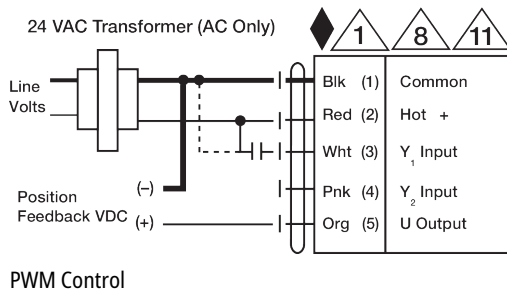 24 VAC Transformer (AC Only)
1 8 11
Line
Volts
Blk (1) Common
Red (2) Hot +
Wht (3) Y1 Input
Pnk (4) Y2 Input
Org (5) U Output
Position
Feedback VDC
(–)
(+)
PWM Control